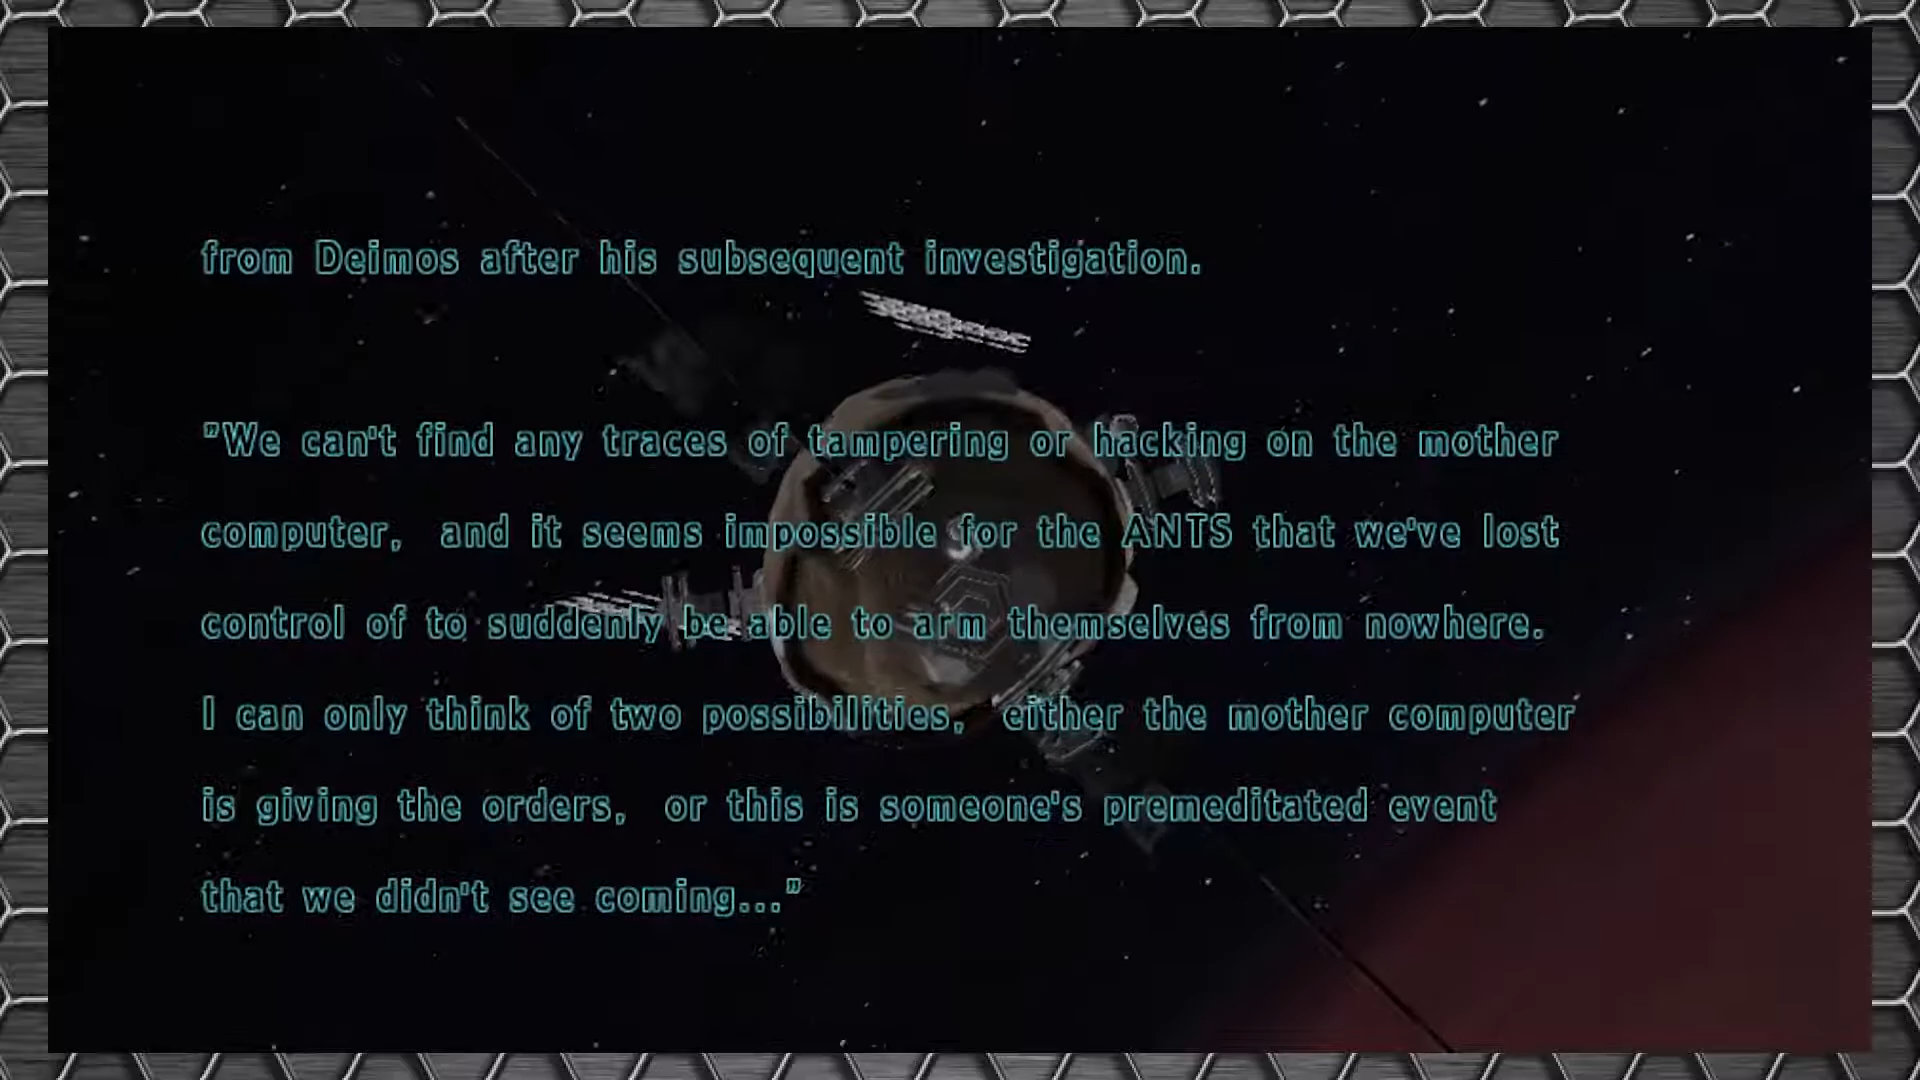 from Deimos after his subsequent investigation.
"We can't find any traces of tampering or hacking on the mother
computer, and it seems impossible for the ANTS that we've lost
control of to suddenly be able to arm themselves from nowhere.
I can only think of two possibilities, either the mother computer
is giving the orders, or this is someone's premeditated event
that we didn't see coming..."